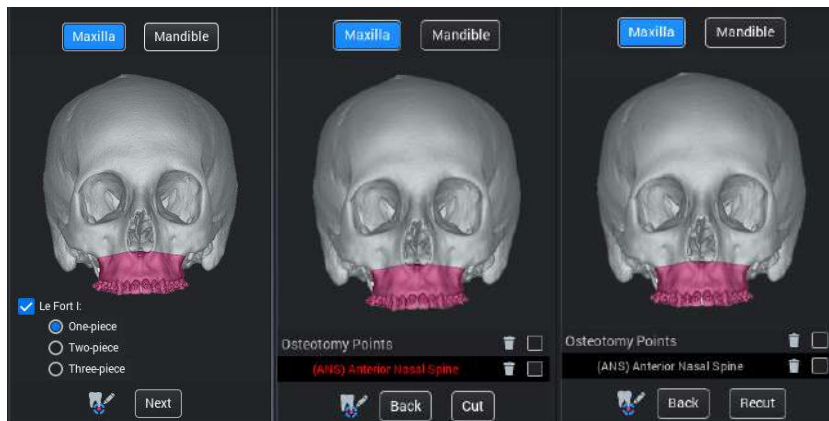 Maxilla Mandible
Le Fort I:
One-piece
Two-piece
Three-piece
Next
Maxilla Mandible
Osteotomy Points
(ANS) Anterior Nasal Spine
Back Cut
Maxilla Mandible
Osteotomy Points
(ANS) Anterior Nasal Spine
Back Recut